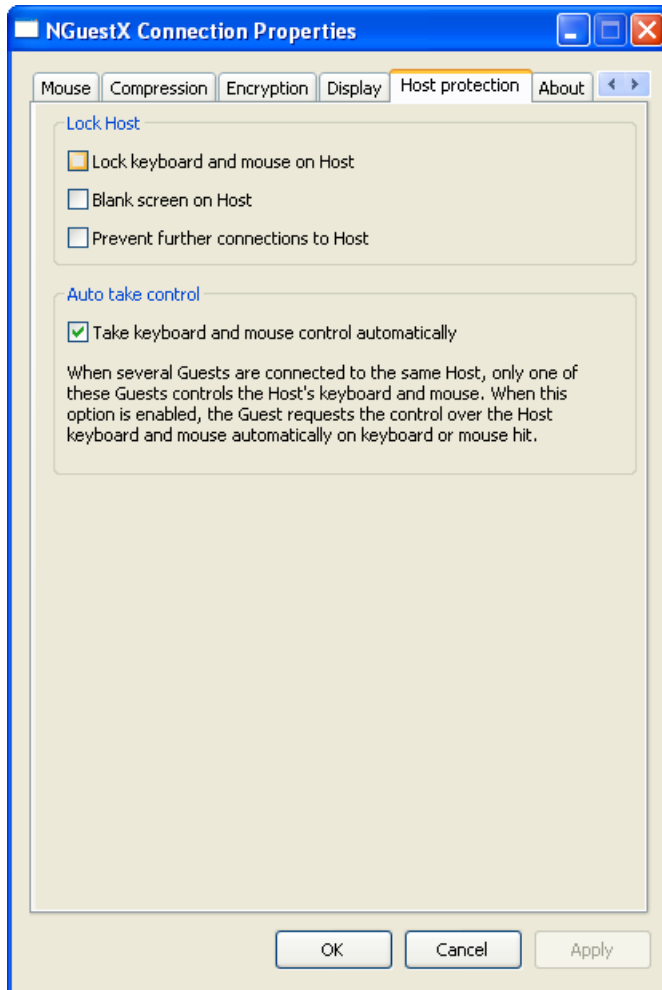 NGuestX Connection Properties
Mouse Compression Encryption Display Host protection About
Lock Host
Lock keyboard and mouse on Host
Blank screen on Host
Prevent further connections to Host
Auto take control
Take keyboard and mouse control automatically
When several Guests are connected to the same Host, only one of
these Guests controls the Host's keyboard and mouse. When this
option is enabled, the Guest requests the control over the Host
keyboard and mouse automatically on keyboard or mouse hit.
OK Cancel Apply